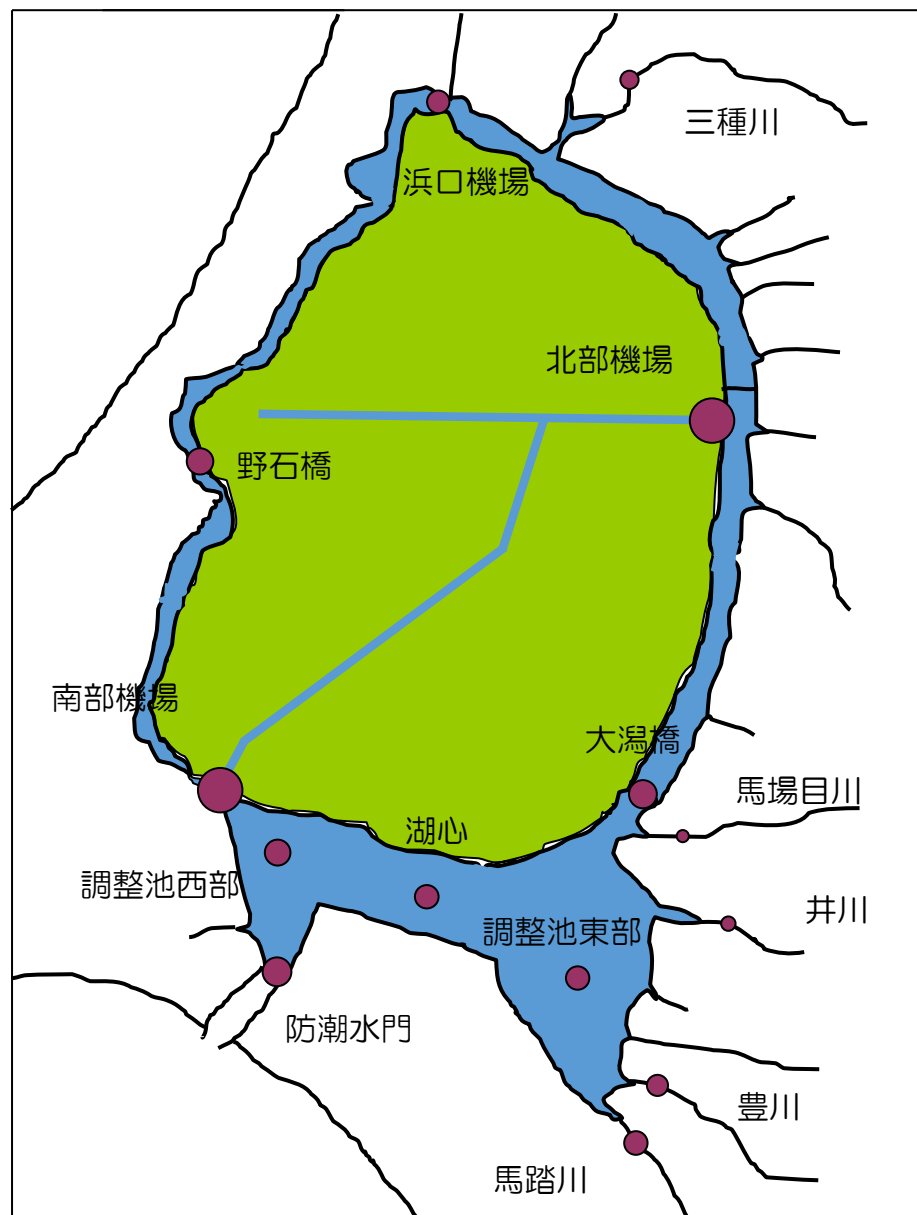 三種川
浜口機場
北部機場
野石橋
南部機場
大潟橋
馬場目川
湖心
調整池西部
井川
調整池東部
防潮水門
豊川
馬踏川